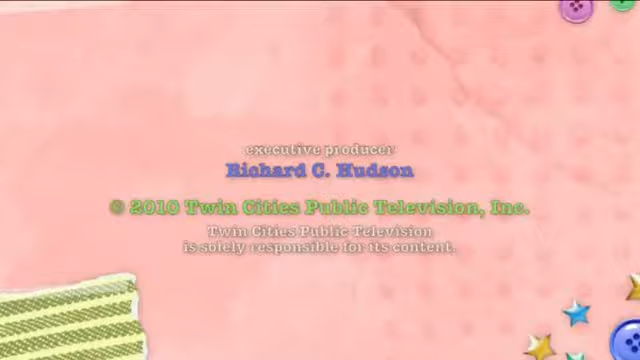 executive producer
Richard C. Hudson
© 2010 Twin Cities Public Television, Inc.
Twin Cities Public Television
is solely responsible for its content.